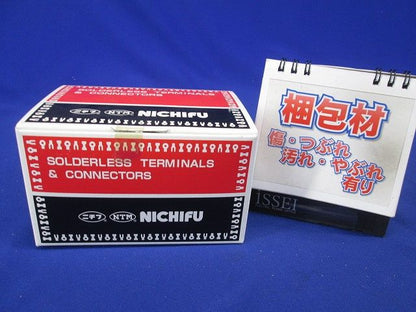 SOLDERLESS TERMINALS
& CONNECTORS
ニチフ NTM NICHIFU
SOLDERLESS TERMINALS
& CONNECTORS
ニチフ NTM NICHIFU
梱包材
傷・つぶれ
汚れ・やぶれ
有り
ISSEI